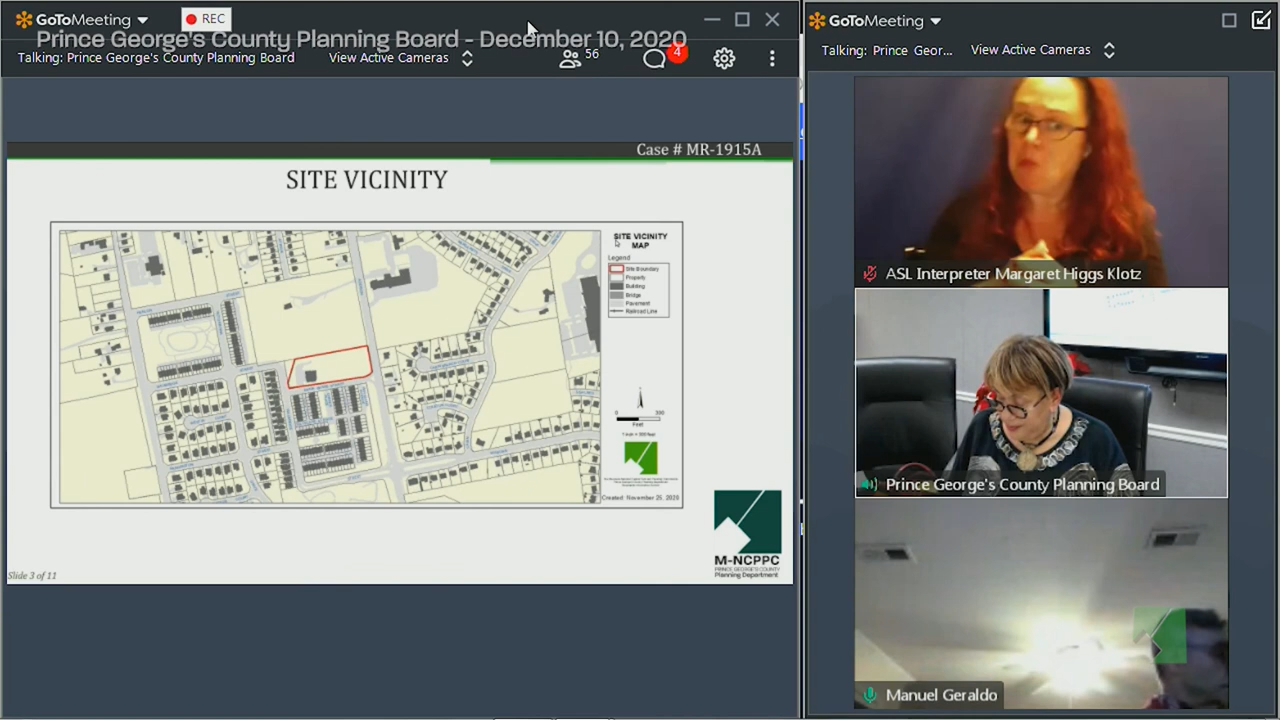 GoToMeeting
REC
Prince George's County Planning Board - December 10, 2020
Talking: Prince George's County Planning Board
View Active Cameras
56
4
Case # MR-1915A
SITE VICINITY
SITE VICINITY
MAP
Legend
Site Boundary
Property
Building
Bridge
Pavement
Railroad Line
Feet
Created: November 25, 2020
M-NCPPC
PRINCE GEORGE'S COUNTY
Planning Department
Slide 3 of 11
GoToMeeting
Talking: Prince Geor...
View Active Cameras
ASL Interpreter Margaret Higgs Klotz
Prince George's County Planning Board
Manuel Geraldo